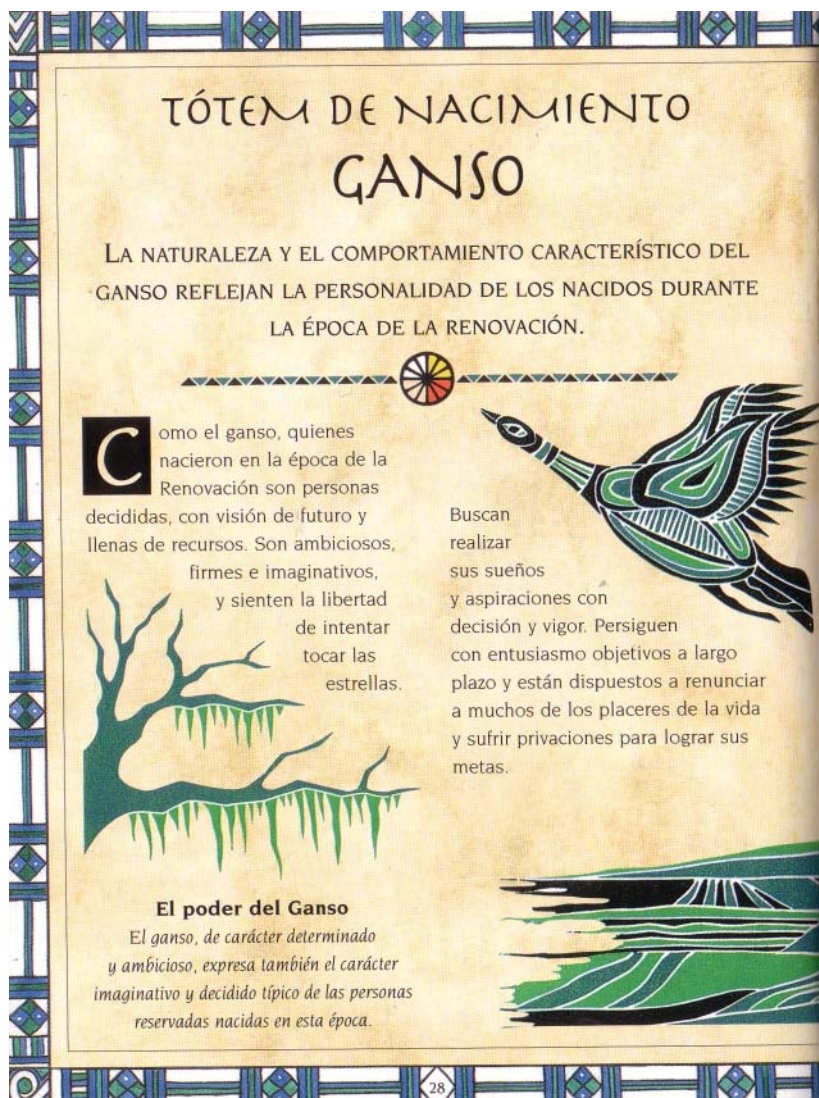 TÓTEM DE NACIMIENTO
GANSO
LA NATURALEZA Y EL COMPORTAMIENTO CARACTERÍSTICO DEL
GANSO REFLEJAN LA PERSONALIDAD DE LOS NACIDOS DURANTE
LA ÉPOCA DE LA RENOVACIÓN.
Como el ganso, quienes
nacieron en la época de la
Renovación son personas
decididas, con visión de futuro y
llenas de recursos. Son ambiciosos,
firmes e imaginativos,
y sienten la libertad
de intentar
tocar las
estrellas.
El poder del Ganso
El ganso, de carácter determinado
y ambicioso, expresa también el carácter
imaginativo y decidido típico de las personas
reservadas nacidas en esta época.
Buscan
realizar
sus sueños
y aspiraciones con
decisión y vigor. Persiguen
con entusiasmo objetivos a largo
plazo y están dispuestos a renunciar
a muchos de los placeres de la vida
y sufrir privaciones para lograr sus
metas.
28